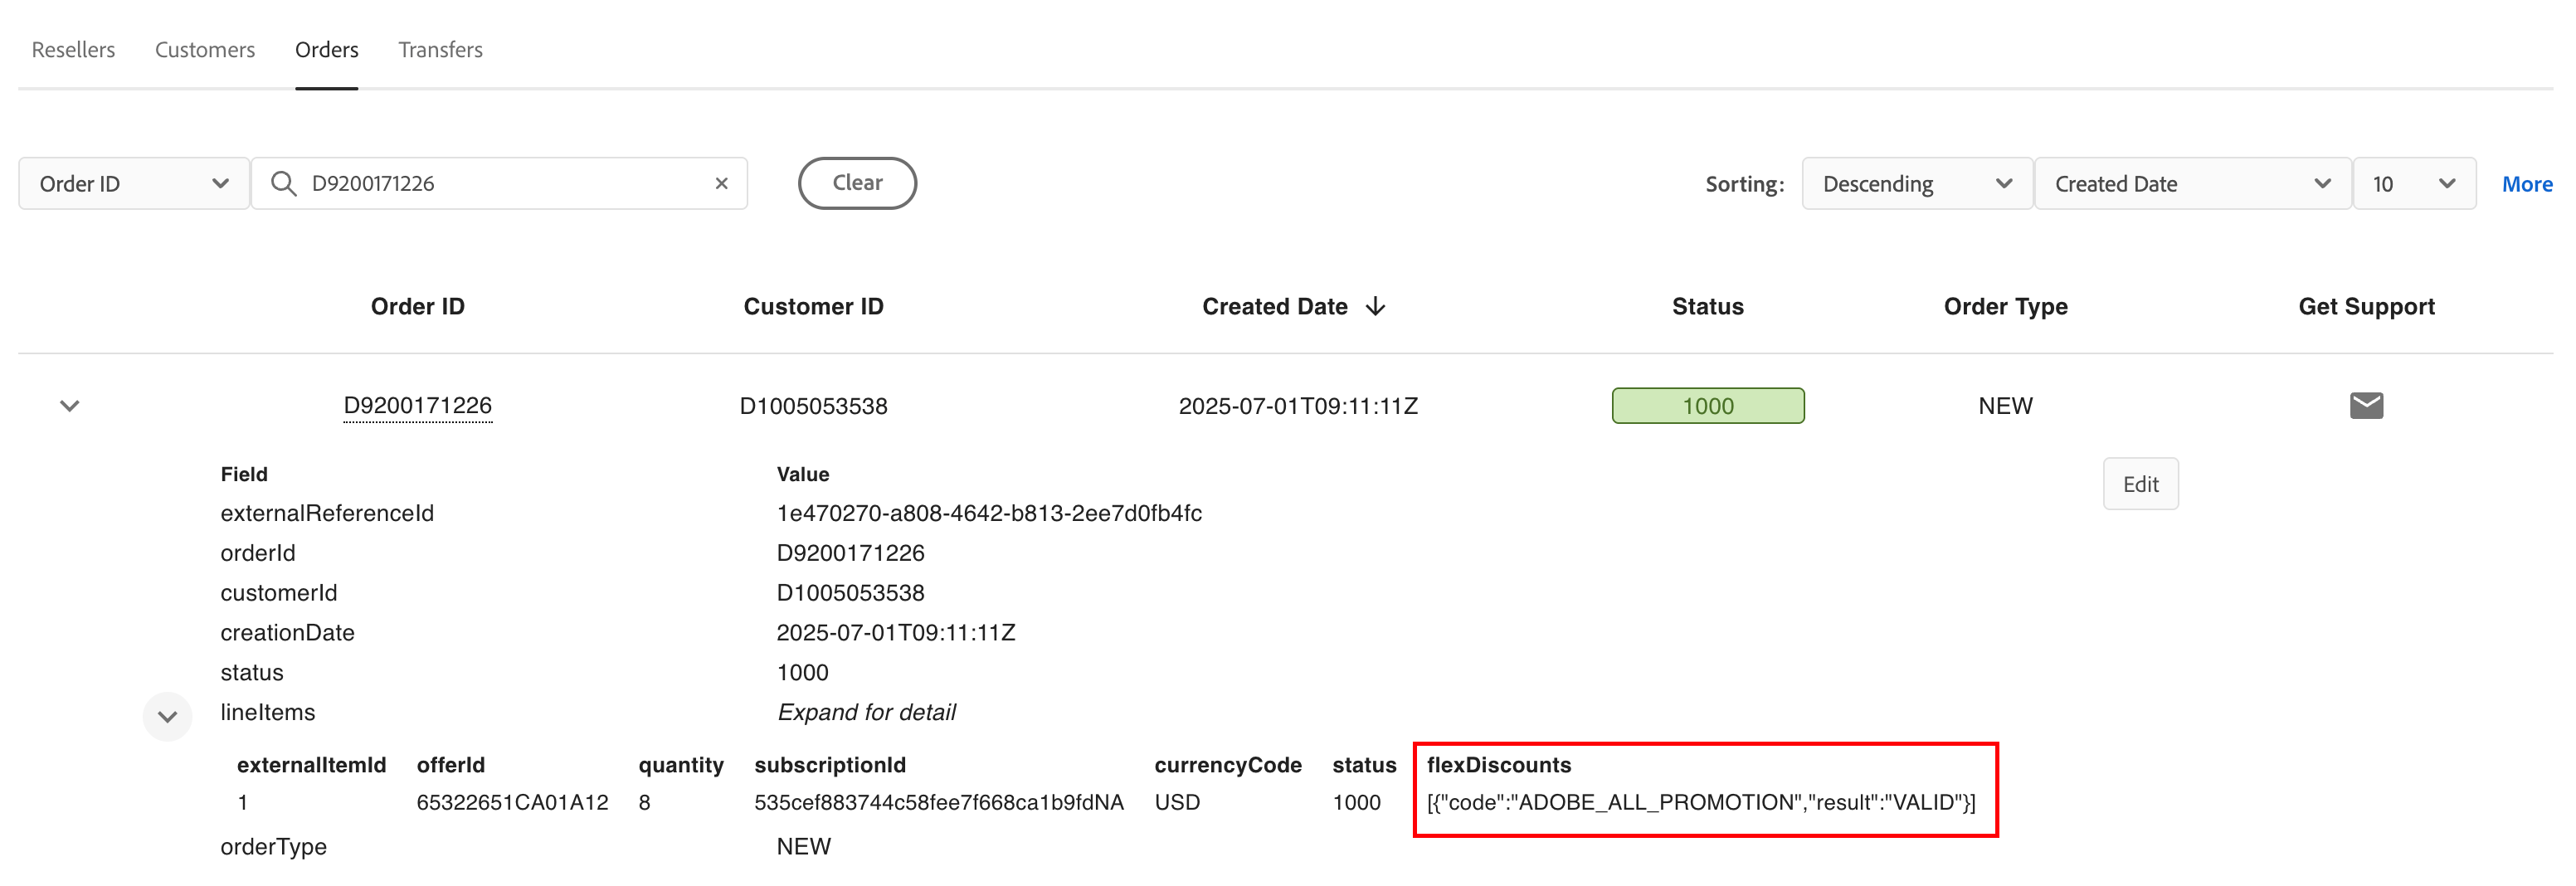 Resellers Customers Orders Transfers
Order ID D9200171226 Clear Sorting: Descending Created Date 10 More
Order ID Customer ID Created Date Status Order Type Get Support
D9200171226 D1005053538 2025-07-01T09:11:11Z 1000 NEW
Field Value
Edit
externalReferenceId 1e470270-a808-4642-b813-2ee7d0fb4fc
orderId D9200171226
customerId D1005053538
creationDate 2025-07-01T09:11:11Z
status 1000
lineItems Expand for detail
externalItemId offerId quantity subscriptionId currencyCode status flexDiscounts
1 65322651CA01A12 8 535cef883744c58fee7f668ca1b9fdNA USD 1000 [{"code":"ADOBE_ALL_PROMOTION","result":"VALID"}]
orderType NEW